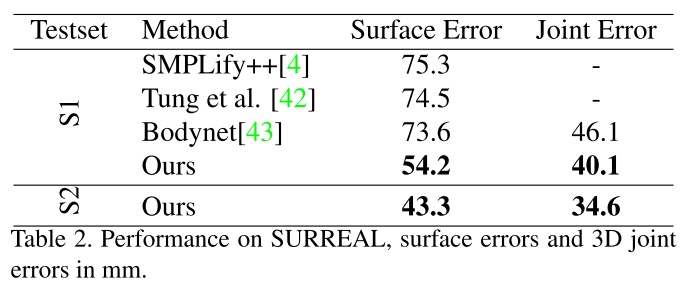 Testset Method Surface Error Joint Error
S1
SMPLify++[4] 75.3 -
Tung et al. [42] 74.5 -
Bodynet[43] 73.6 46.1
Ours 54.2 40.1
S2 Ours 43.3 34.6
Table 2. Performance on SURREAL, surface errors and 3D joint
errors in mm.